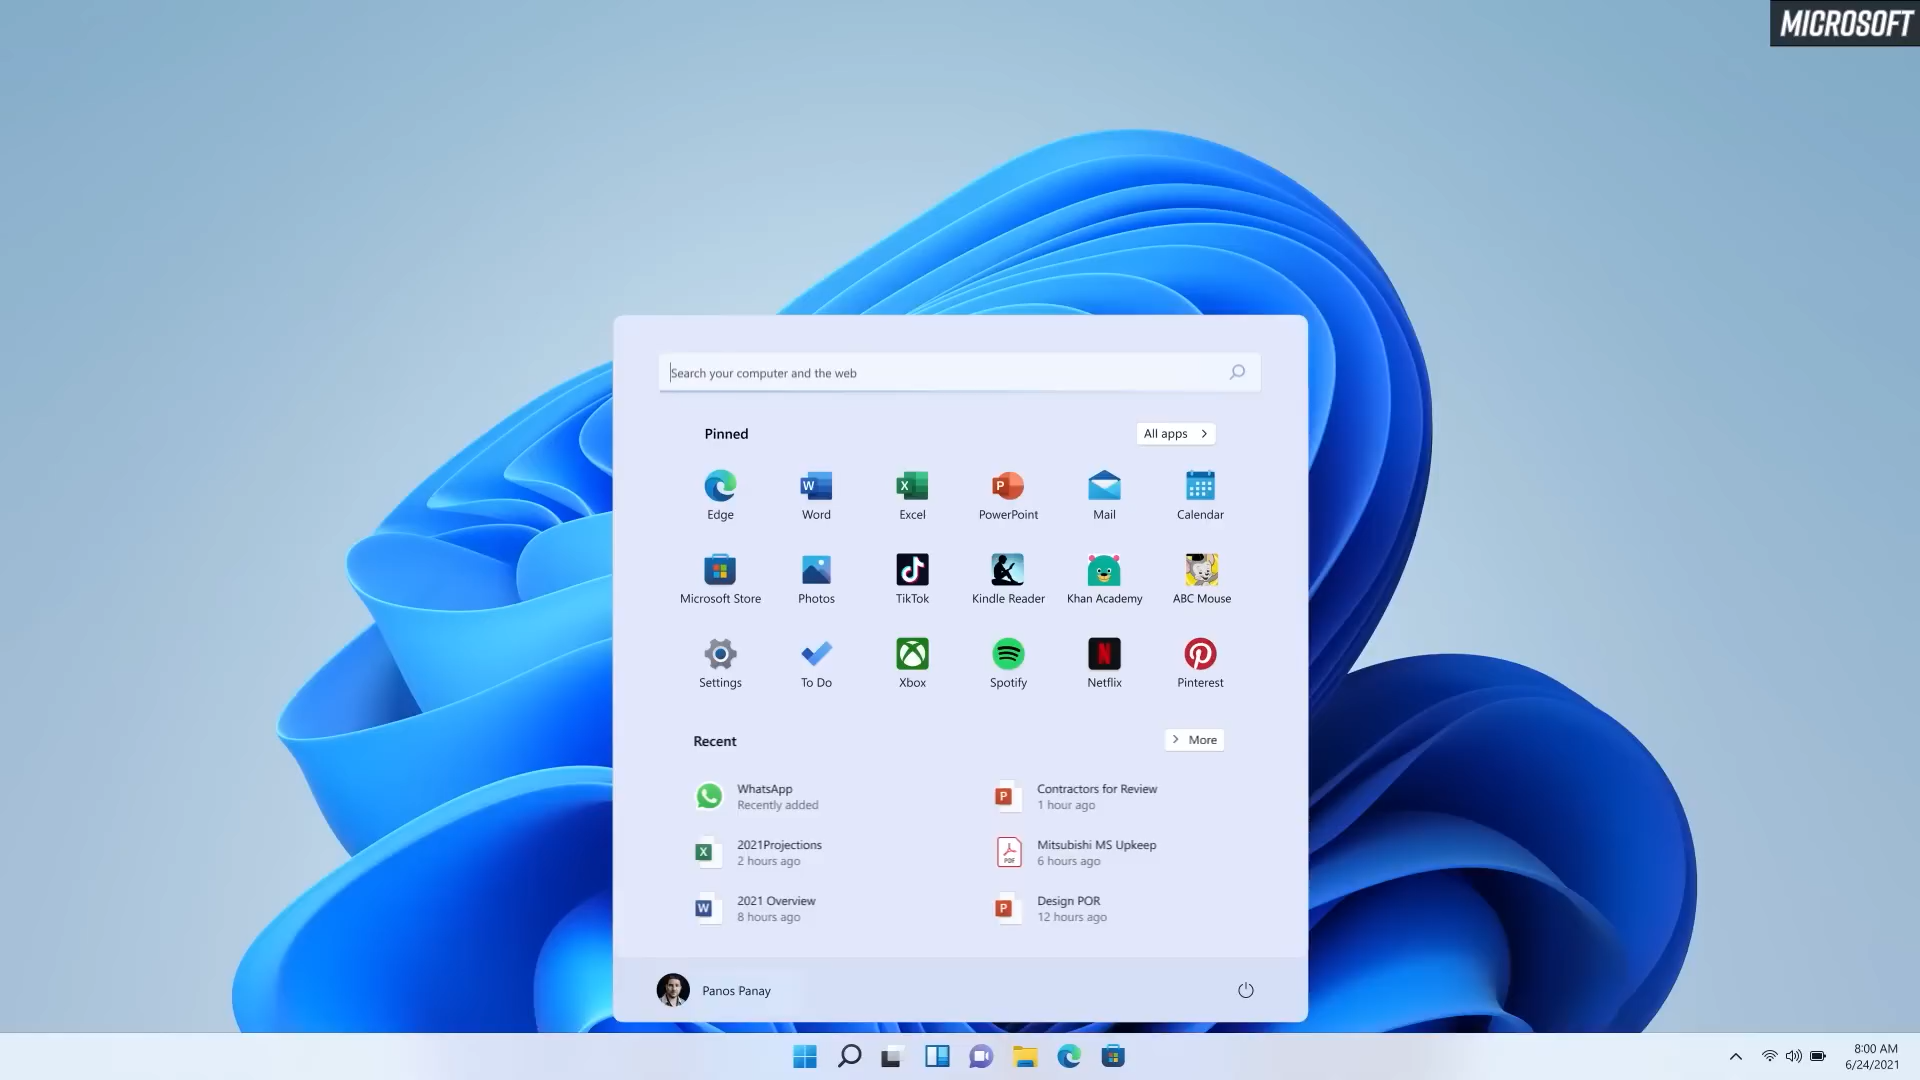 MICROSOFT
Search your computer and the web
Pinned
All apps
Edge
Word
Excel
PowerPoint
Mail
Calendar
Microsoft Store
Photos
TikTok
Kindle Reader
Khan Academy
ABC Mouse
Settings
To Do
Xbox
Spotify
Netflix
Pinterest
Recent
More
WhatsApp
Recently added
Contractors for Review
1 hour ago
2021Projections
2 hours ago
Mitsubishi MS Upkeep
6 hours ago
2021 Overview
8 hours ago
Design POR
12 hours ago
Panos Panay
8:00 AM
6/24/2021